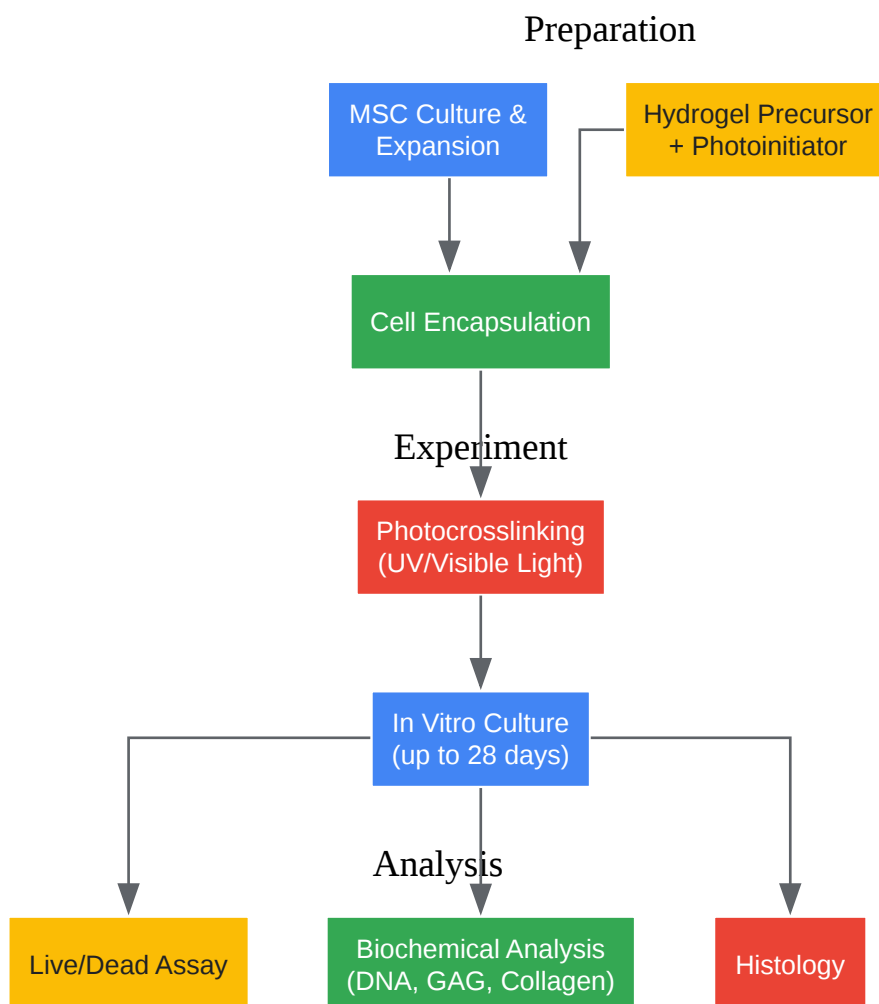 Preparation
MSC Culture &
Expansion
Hydrogel Precursor
+ Photoinitiator
Cell Encapsulation
Experiment
Photocrosslinking
(UV/Visible Light)
In Vitro Culture
(up to 28 days)
Analysis
Live/Dead Assay
Biochemical Analysis
(DNA, GAG, Collagen)
Histology